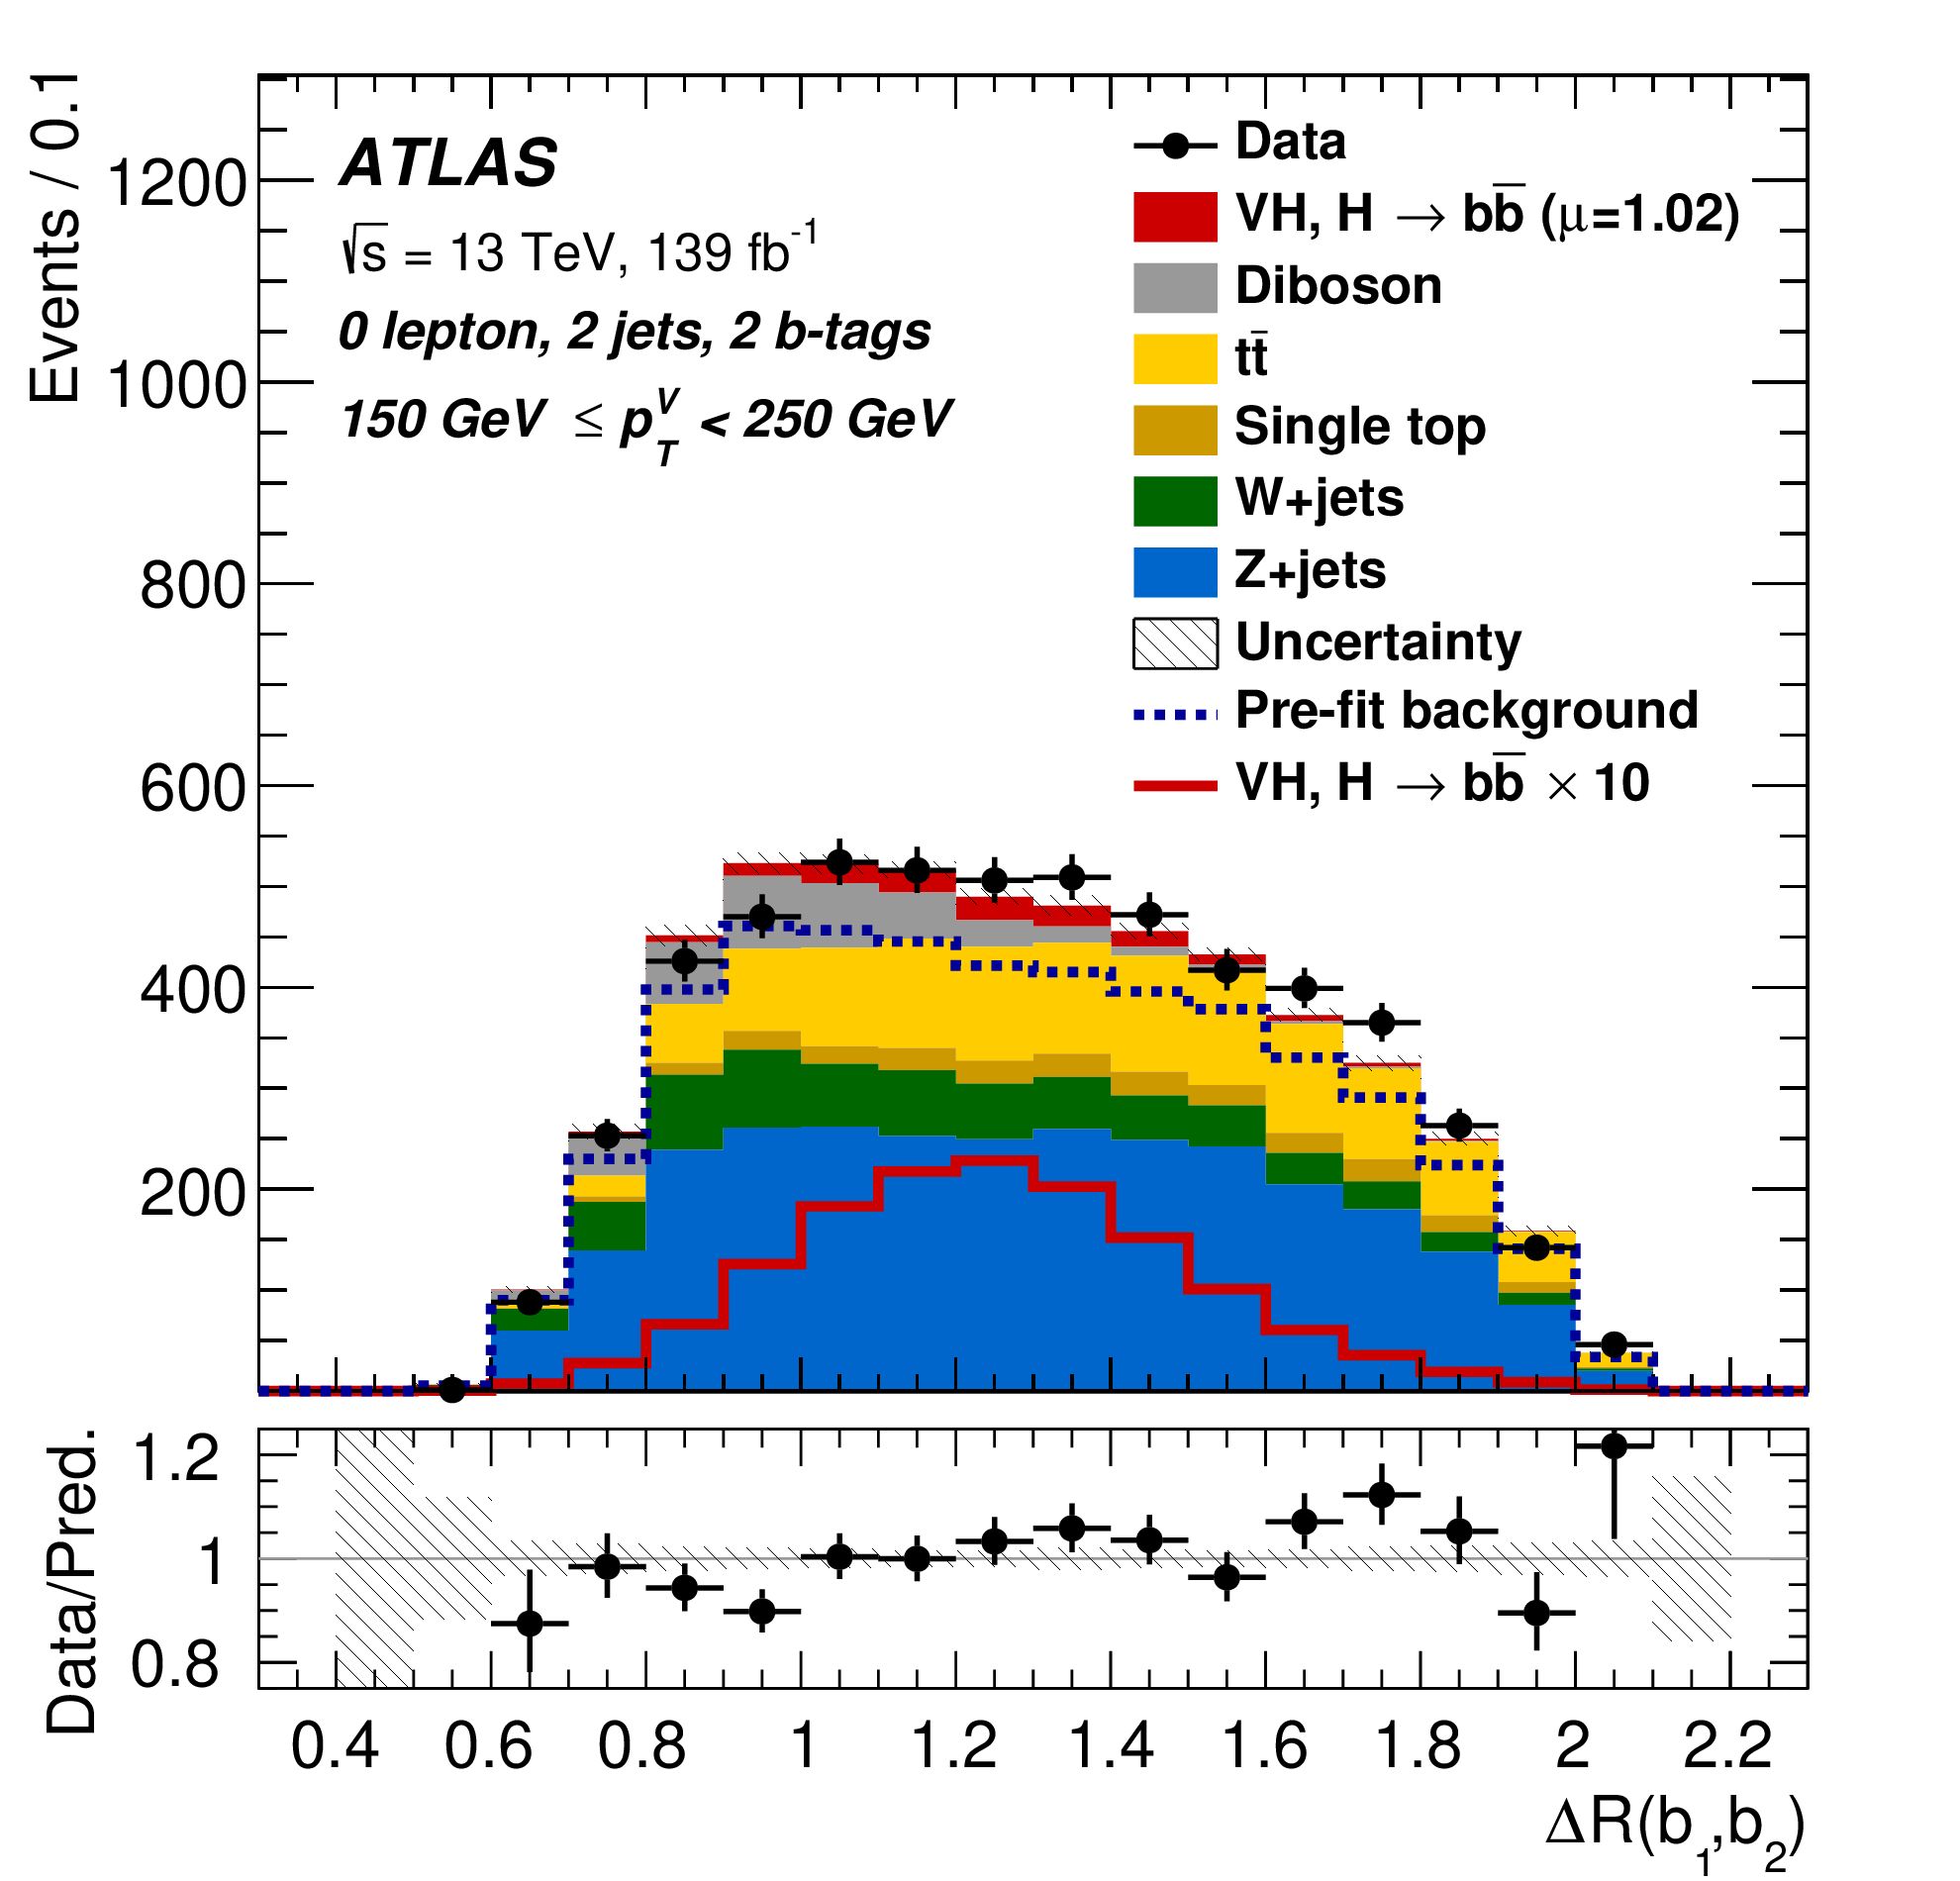 Events / 0.1
1200
1000
800
600
400
200
ATLAS
√s = 13 TeV, 139 fb⁻¹
0 lepton, 2 jets, 2 b-tags
150 GeV ≤ p_T^V < 250 GeV
Data
VH, H → bb̅ (μ=1.02)
Diboson
tt̄
Single top
W+jets
Z+jets
Uncertainty
Pre-fit background
VH, H → bb̅ × 10
Data/Pred.
1.2
1
0.8
0.4 0.6 0.8 1 1.2 1.4 1.6 1.8 2 2.2
ΔR(b₁,b₂)